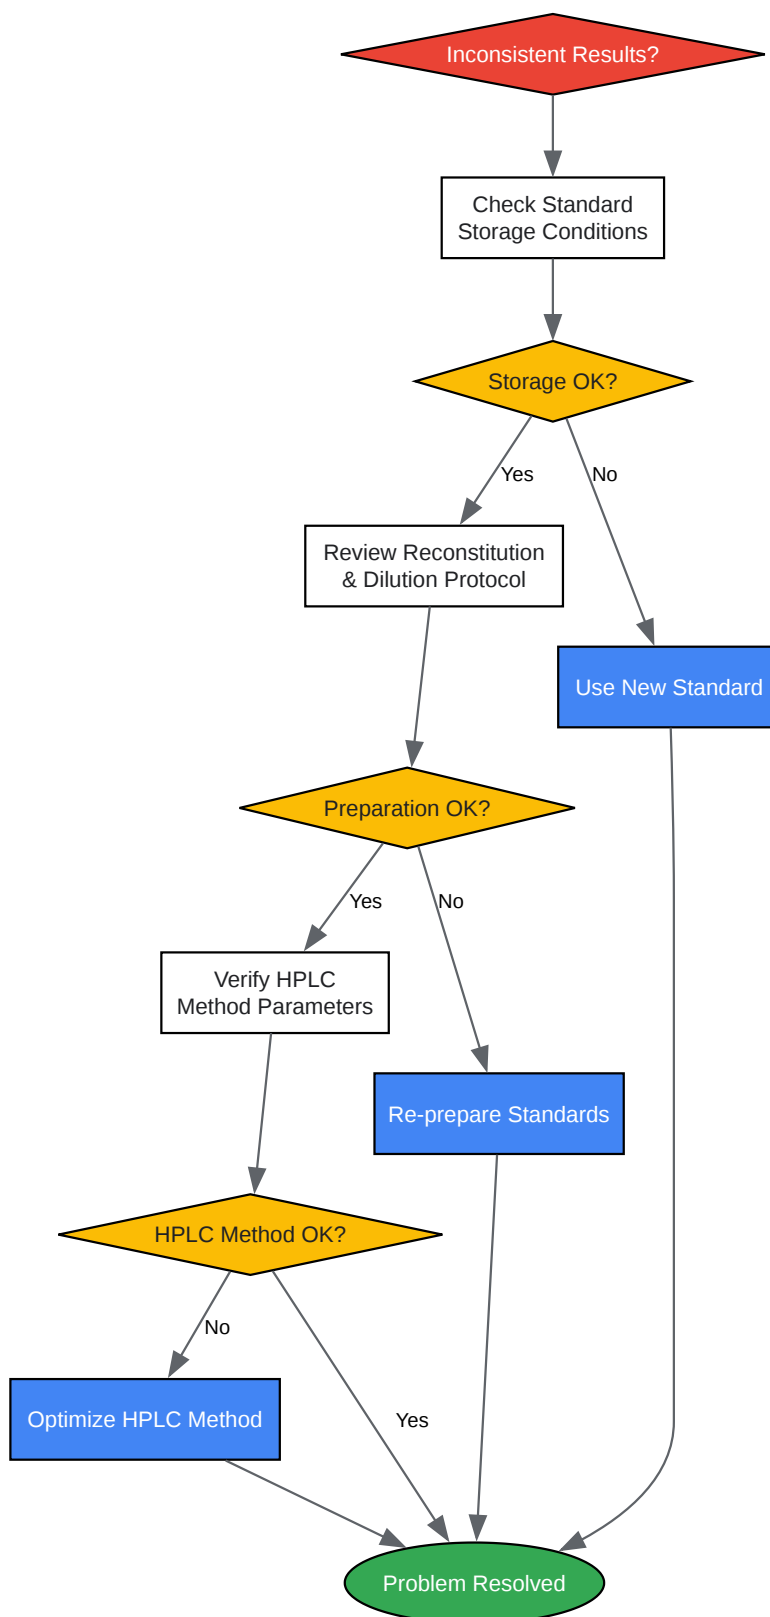 Inconsistent Results?
Check Standard
Storage Conditions
Storage OK?
Yes
No
Review Reconstitution
& Dilution Protocol
Use New Standard
Preparation OK?
Yes
No
Verify HPLC
Method Parameters
Re-prepare Standards
HPLC Method OK?
No
Optimize HPLC Method
Yes
Problem Resolved